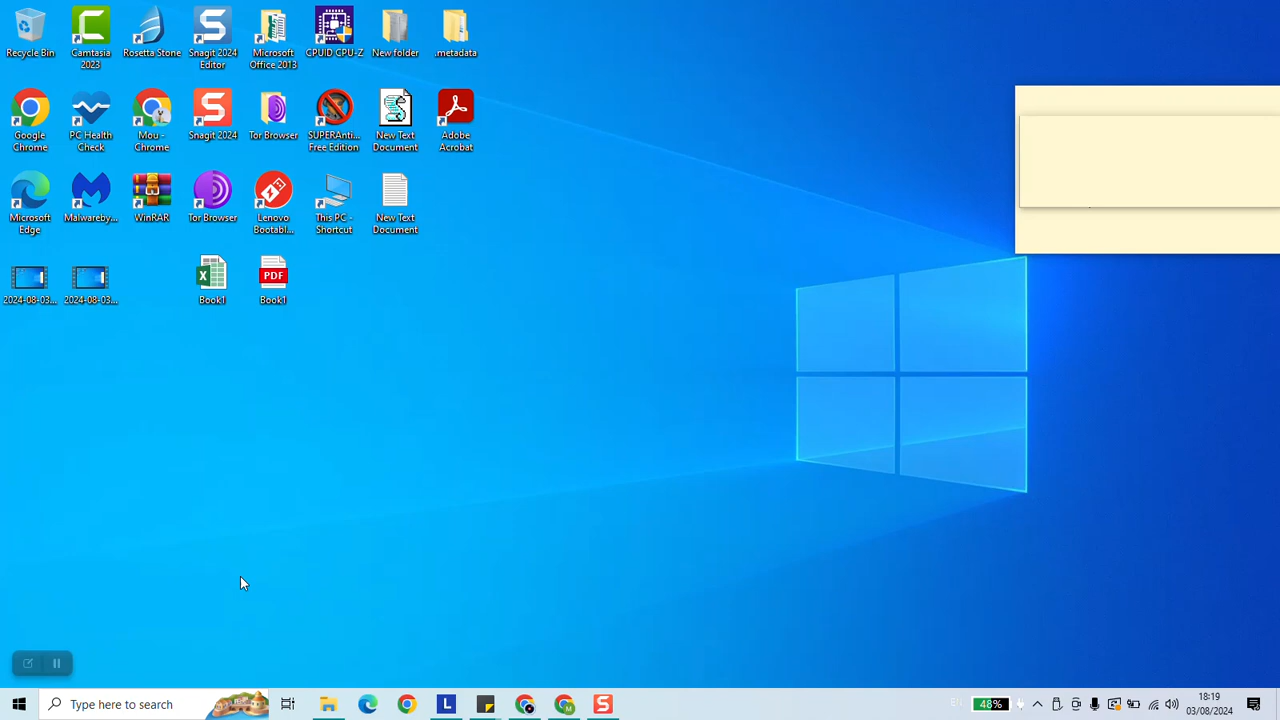 Recycle Bin
Camtasia
2023
Rosetta Stone
Snagit 2024
Editor
Microsoft
Office 2013
CPUID CPU-Z
New folder
.metadata
Google
Chrome
PC Health
Check
Mou -
Chrome
Snagit 2024
Tor Browser
SUPERAnti...
Free Edition
New Text
Document
Adobe
Acrobat
Microsoft
Edge
Malwareby...
WinRAR
Tor Browser
Lenovo
Bootabl...
This PC -
Shortcut
New Text
Document
2024-08-03...
2024-08-03...
Book1
PDF
Book1
Type here to search
L
S
EN
48%
18:19
03/08/2024